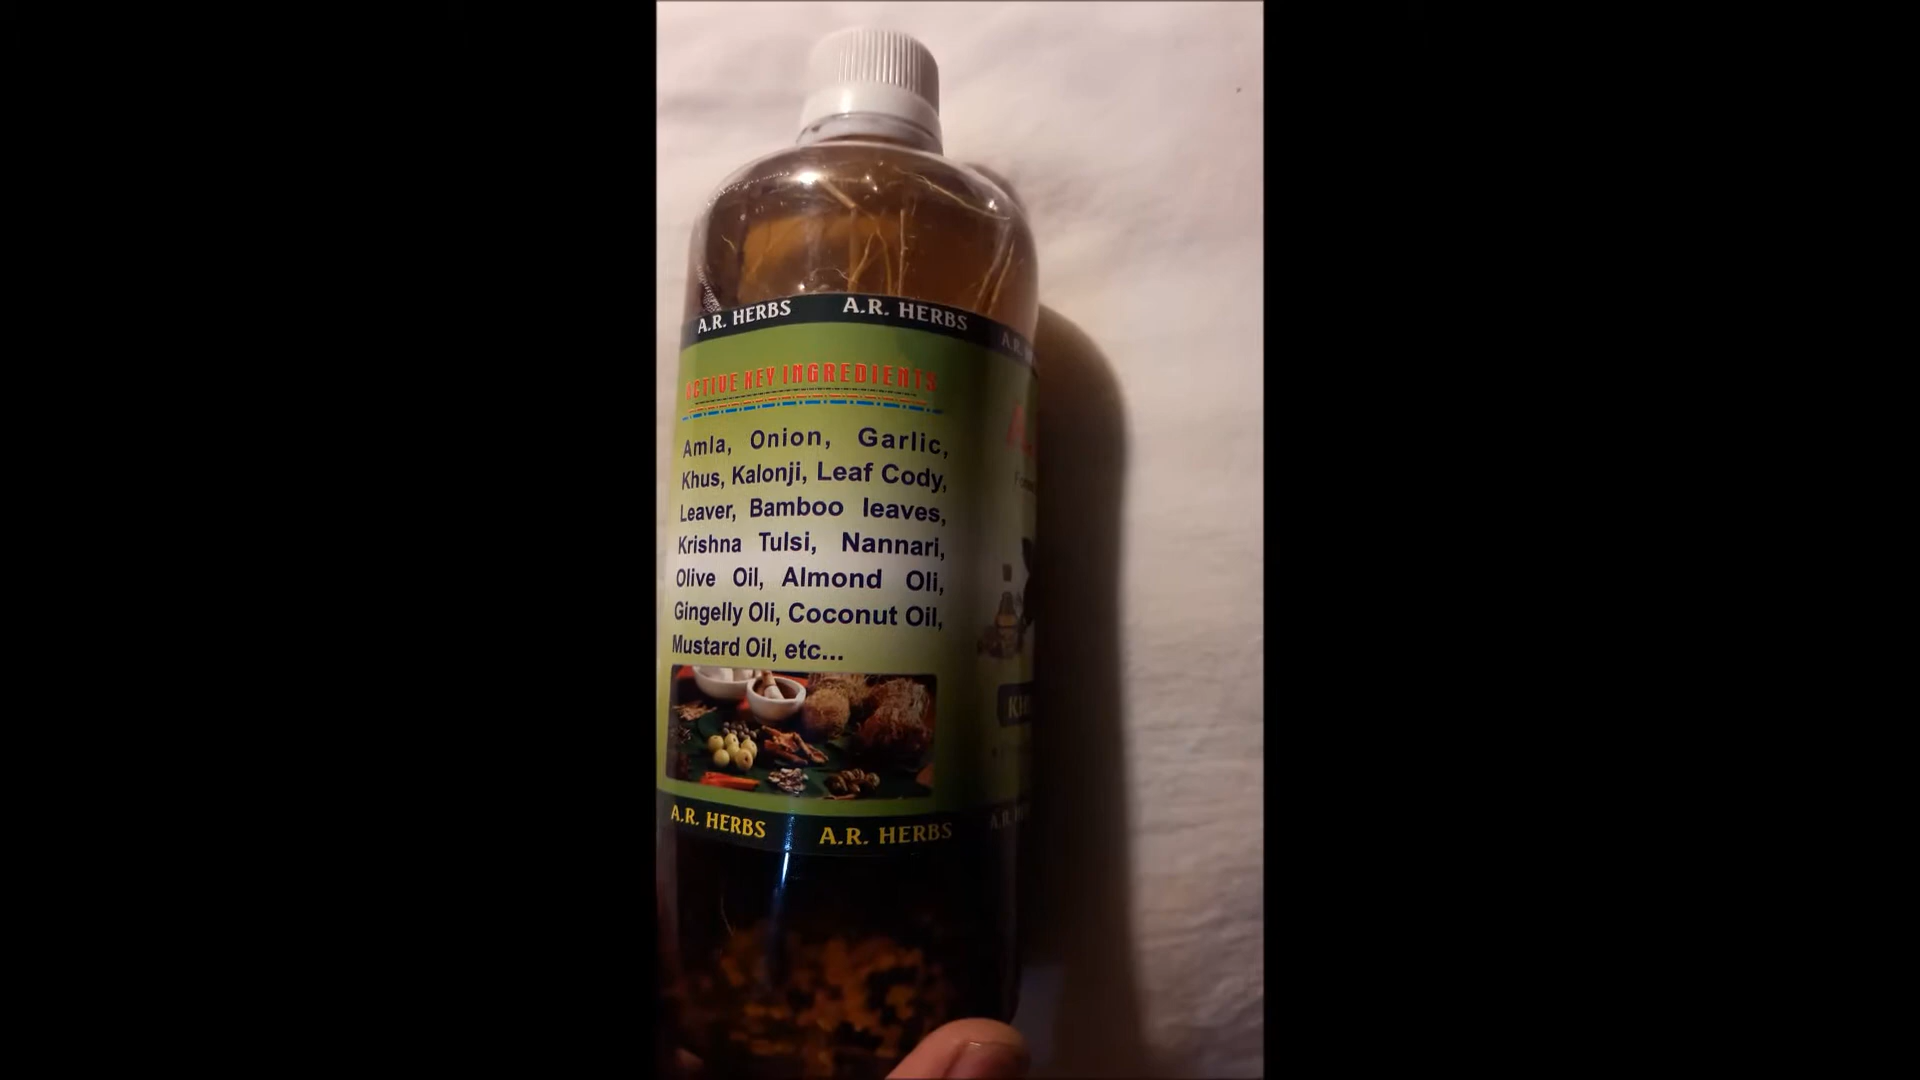 A.R. HERBS A.R. HERBS
ACTIVE KEY INGREDIENTS
Amla, Onion, Garlic,
Khus, Kalonji, Leaf Cody,
Leaver, Bamboo leaves,
Krishna Tulsi, Nannari,
Olive Oil, Almond Oli,
Gingelly Oli, Coconut Oil,
Mustard Oil, etc...
A.R. HERBS A.R. HERBS